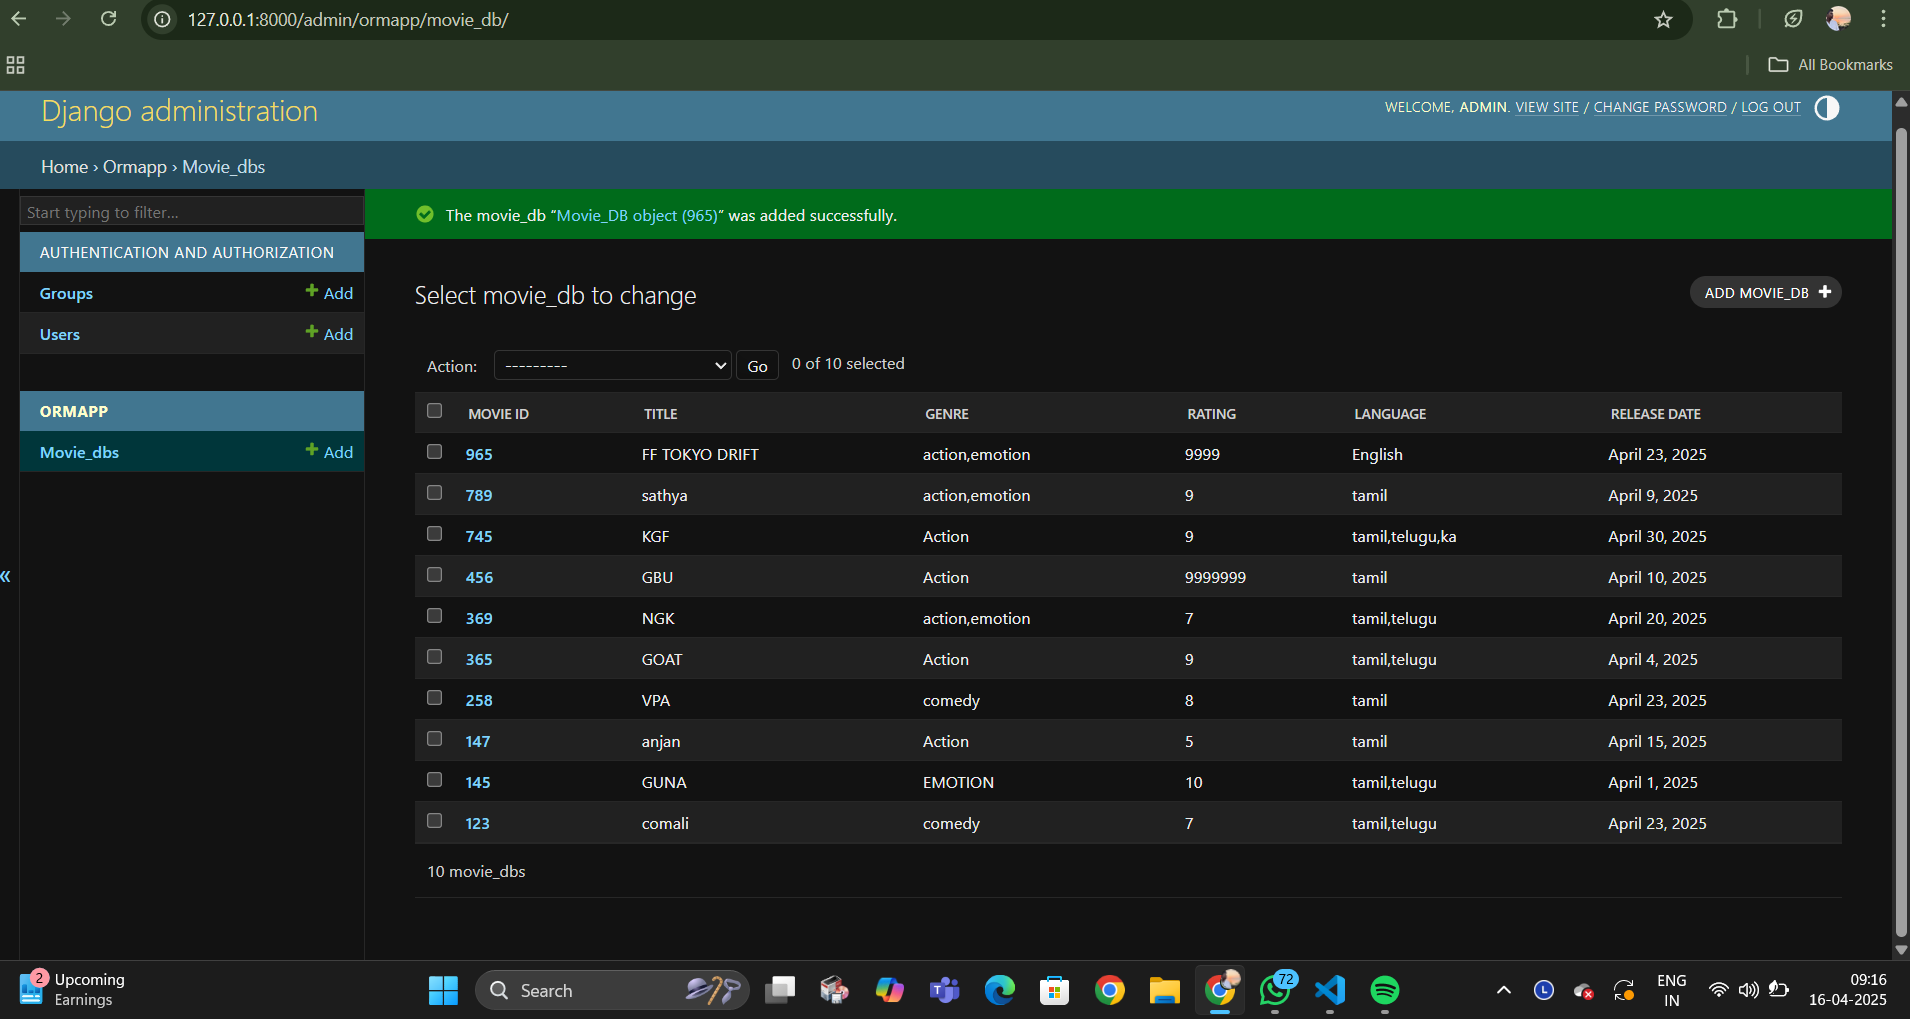 127.0.0.1:8000/admin/ormapp/movie_db/
All Bookmarks
Django administration
WELCOME, ADMIN. VIEW SITE / CHANGE PASSWORD / LOG OUT
Home › Ormapp › Movie_dbs
Start typing to filter...
The movie_db “Movie_DB object (965)” was added successfully.
AUTHENTICATION AND AUTHORIZATION
Groups + Add
Users + Add
ORMAPP
Movie_dbs + Add
«
Select movie_db to change
ADD MOVIE_DB +
Action: --------- Go 0 of 10 selected
MOVIE ID TITLE GENRE RATING LANGUAGE RELEASE DATE
965 FF TOKYO DRIFT action,emotion 9999 English April 23, 2025
789 sathya action,emotion 9 tamil April 9, 2025
745 KGF Action 9 tamil,telugu,ka April 30, 2025
456 GBU Action 9999999 tamil April 10, 2025
369 NGK action,emotion 7 tamil,telugu April 20, 2025
365 GOAT Action 9 tamil,telugu April 4, 2025
258 VPA comedy 8 tamil April 23, 2025
147 anjan Action 5 tamil April 15, 2025
145 GUNA EMOTION 10 tamil,telugu April 1, 2025
123 comali comedy 7 tamil,telugu April 23, 2025
10 movie_dbs
2 Upcoming
Earnings
Search
T
72
L
ENG
IN
09:16
16-04-2025